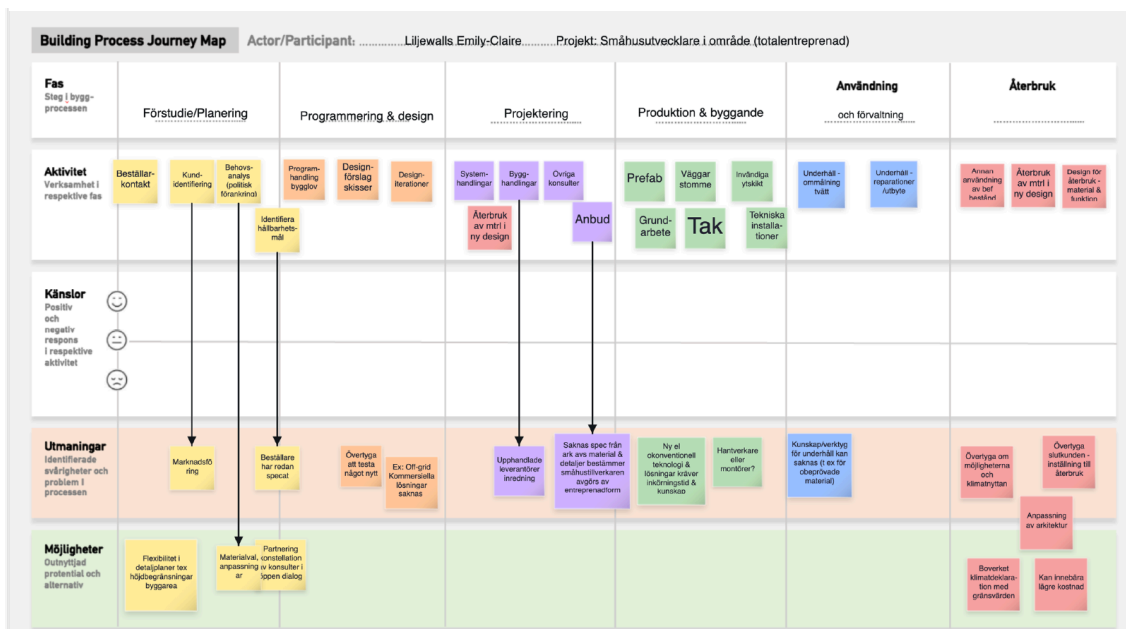 Building Process Journey Map
Actor/Participant: Liljewalls Emily-Claire Projekt: Småhusutvecklare i område (totalentreprenad)
Fas
Steg i bygg-
processen
Förstudie/Planering
Programmering & design
Projektering
Produktion & byggande
Användning
och förvaltning
Återbruk
Aktivitet
Verksamhet i
respektive fas
Beställar-
kontakt
Kund-
identifiering
Behovs-
analys
(politisk
förankring)
Identifiera
hållbarhets-
mål
Program-
handling
bygglov
Design-
förslag
skisser
Design-
iterationer
System-
handlingar
Bygg-
handlingar
Övriga
konsulter
Återbruk
av mtrl i
ny design
Anbud
Prefab
Väggar
stomme
Invändiga
ytskikt
Grund-
arbete
Tak
Tekniska
installa-
tioner
Underhåll -
ommålning
tvätt
Underhåll -
reparationer
/utbyte
Annan
användning
av bef
bestånd
Återbruk
av mtrl i
ny design
Design för
återbruk -
material &
funktion
Känslor
Positiv
och
negativ
respons
i respektive
aktivitet
Utmaningar
Identifierade
svårigheter och
problem i
processen
Marknadsfö
ring
Beställare
har redan
specat
Övertyga
att testa
något nytt
Ex: Off-grid
Kommersiella
lösningar
saknas
Upphandlade
leverantörer
inredning
Saknas spec från
ark avs material &
detaljer bestämmer
småhustillverkaren
avgörs av
entreprenadform
Ny el
okonventionell
teknologi &
lösningar kräver
inkörningstid &
kunskap
Hantverkare
eller
montörer?
Kunskap/verktyg
för underhåll kan
saknas (t ex för
obeprövade
material)
Övertyga om
möjligheterna
och
klimatnyttan
Övertyga
slutkunden -
inställning till
återbruk
Anpassning
av arkitektur
Möjligheter
Outnyttjad
protential och
alternativ
Flexibilitet i
detaljplaner tex
höjdbegränsningar
byggarea
Materialval,
anpassning
ar
Partnering
konstellation
av konsulter i
öppen dialog
Boverket
klimatdeklara-
tion med
gränsvärden
Kan innebära
lägre kostnad